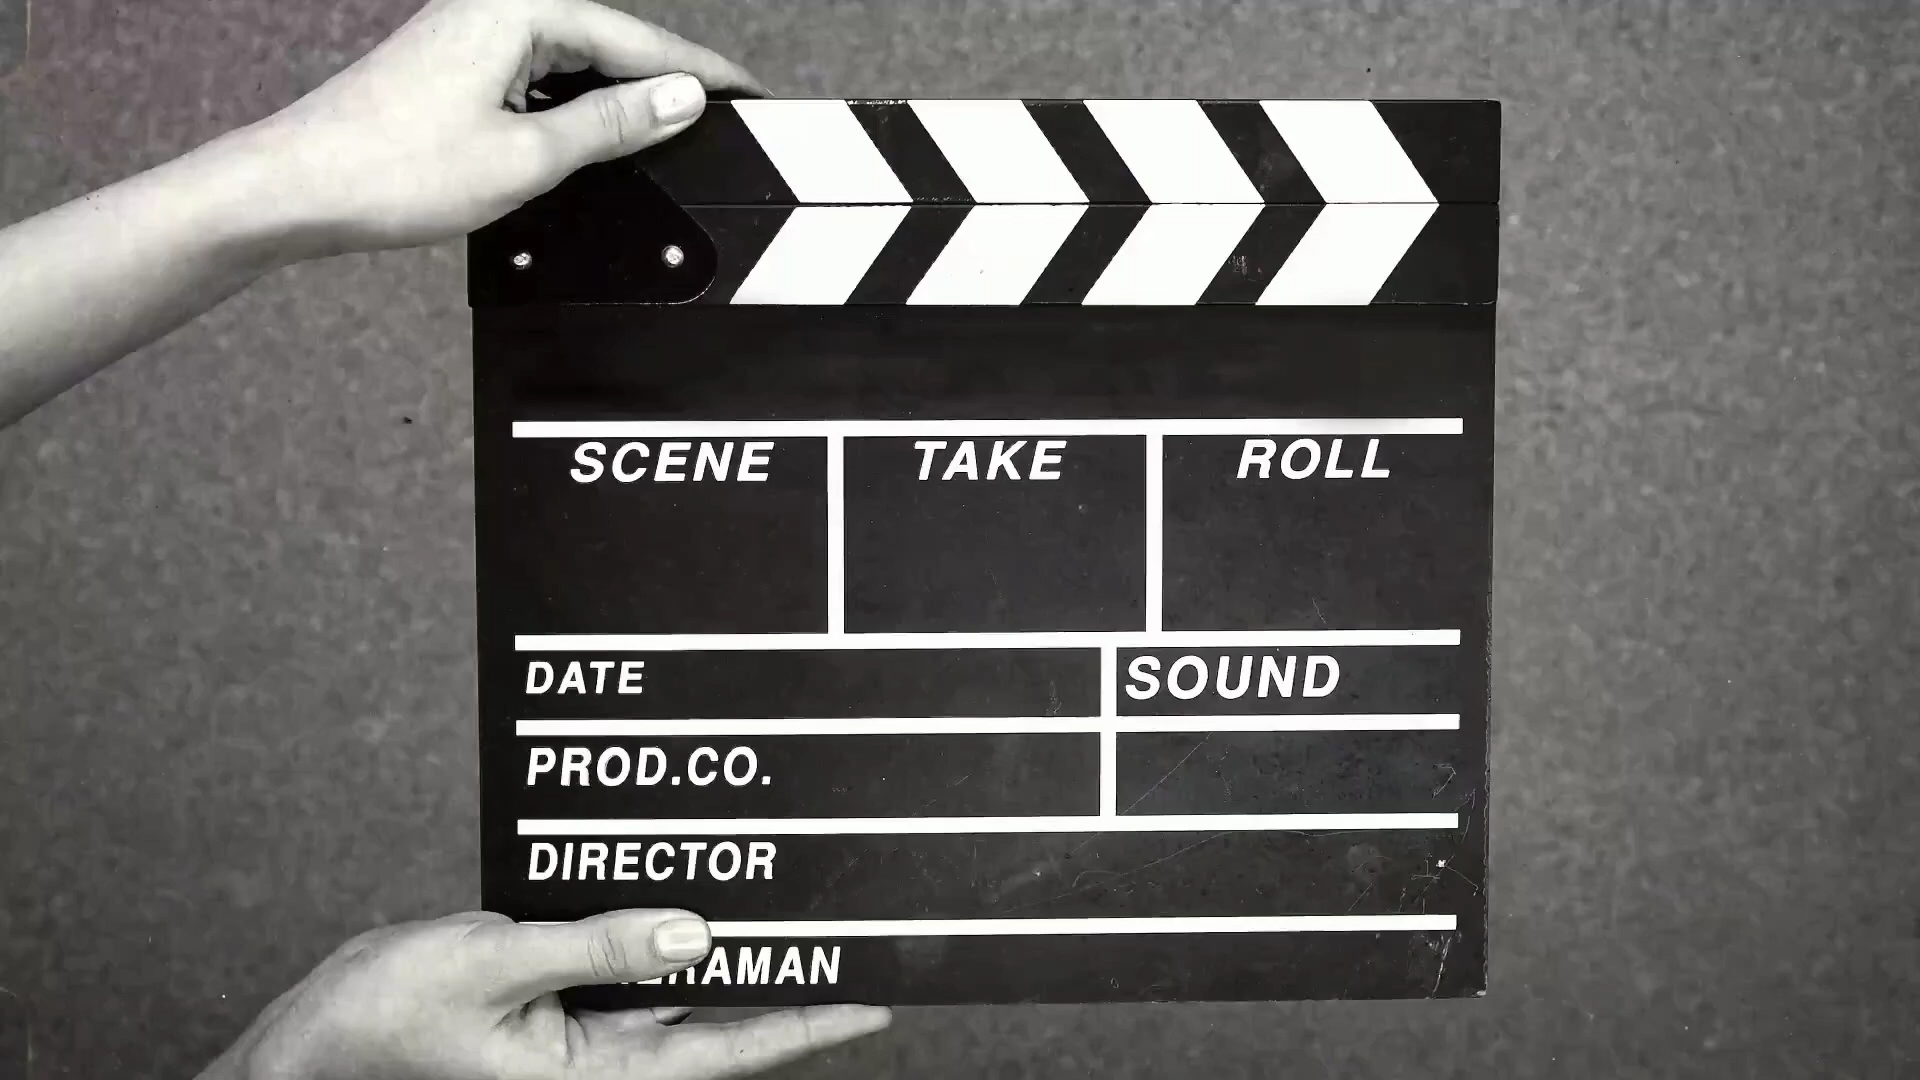 SCENE TAKE ROLL
DATE SOUND
PROD.CO.
DIRECTOR